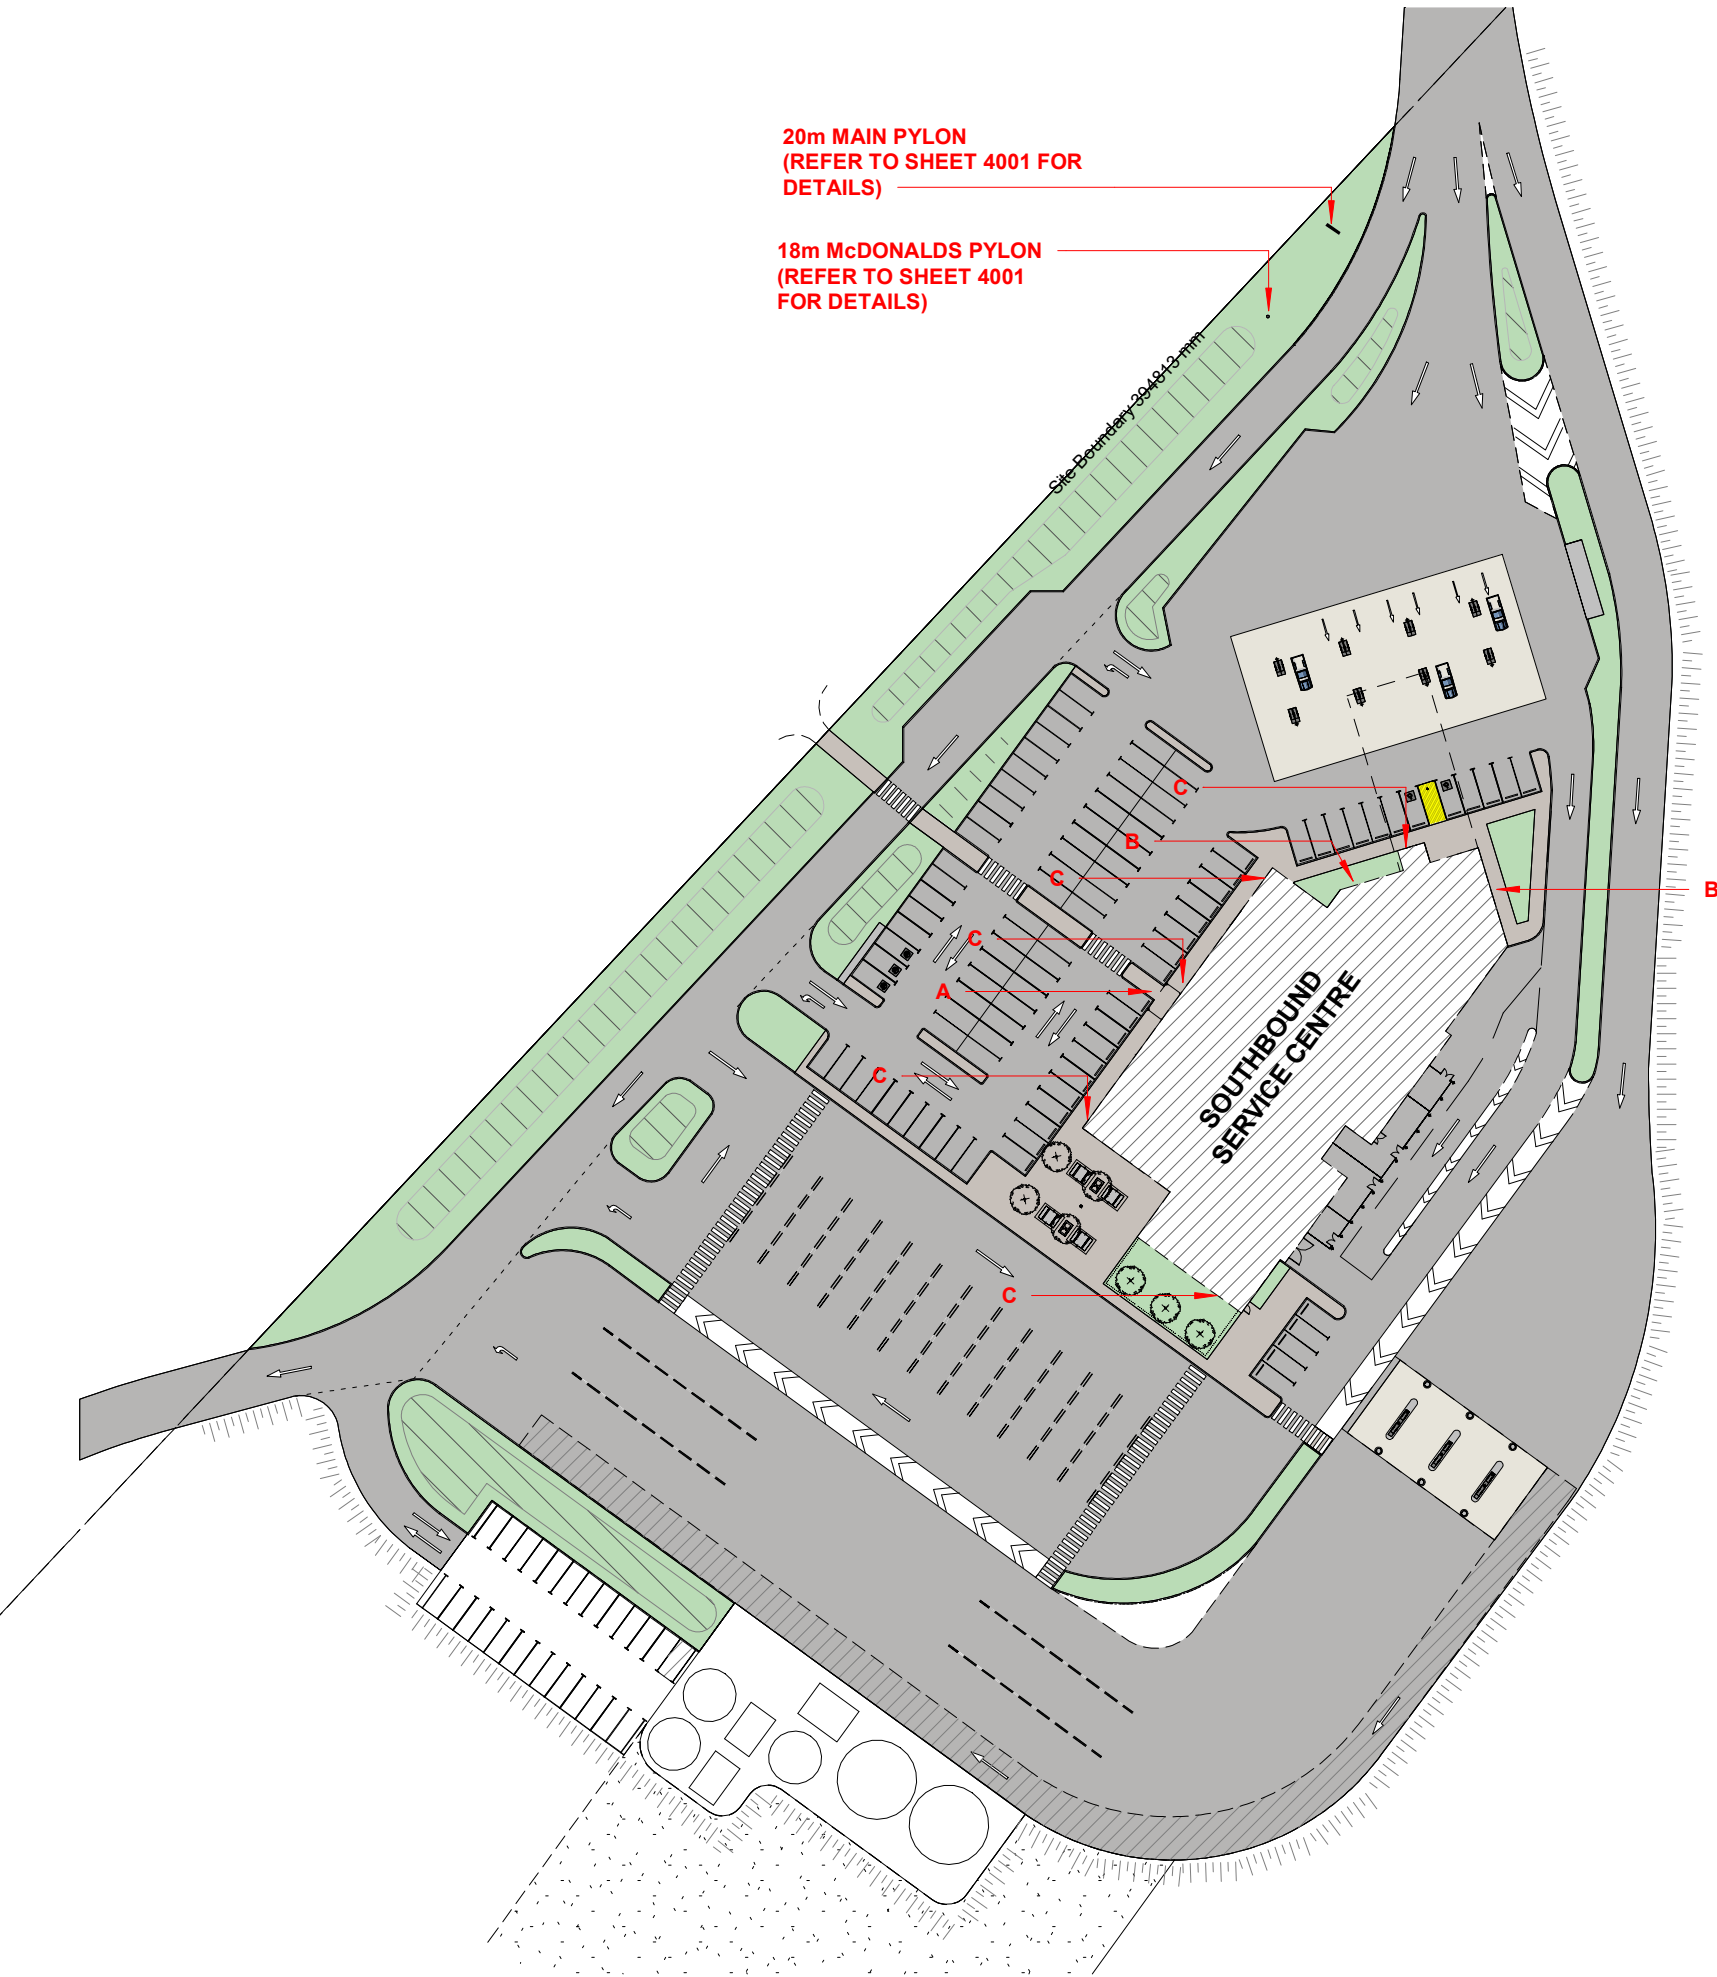 20m MAIN PYLON
(REFER TO SHEET 4001 FOR
DETAILS)
18m McDONALDS PYLON
(REFER TO SHEET 4001
FOR DETAILS)
Site Boundary 394813 mm
C
B
C
B
C
A
C
C
SOUTHBOUND
SERVICE CENTRE